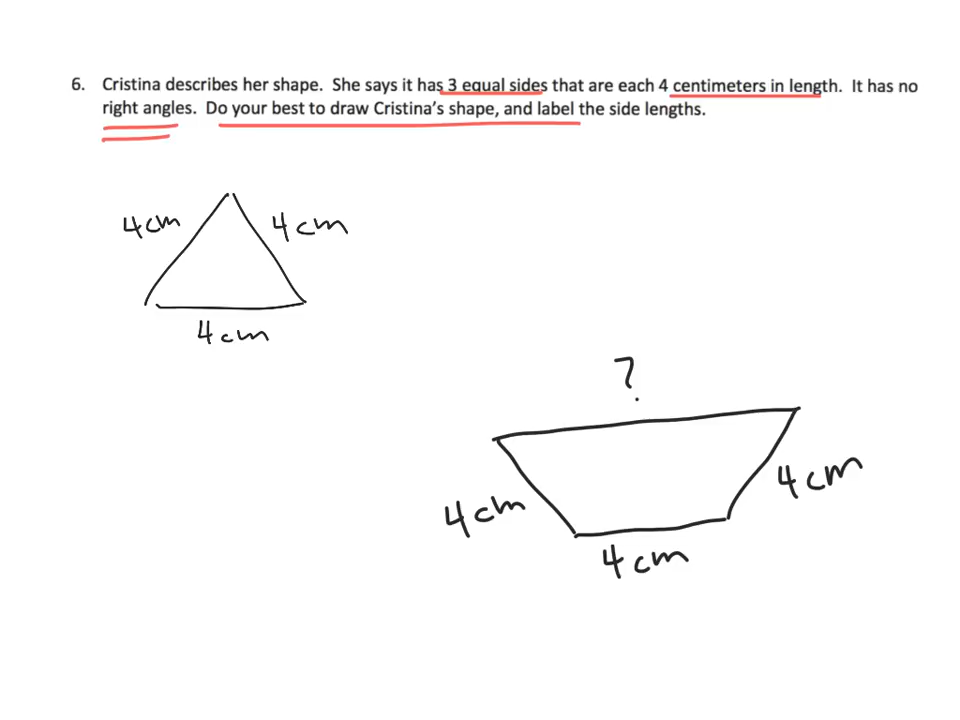 6. Cristina describes her shape. She says it has 3 equal sides that are each 4 centimeters in length. It has no
right angles. Do your best to draw Cristina's shape, and label the side lengths.
4cm
4cm
4cm
?
4cm
4cm
4cm